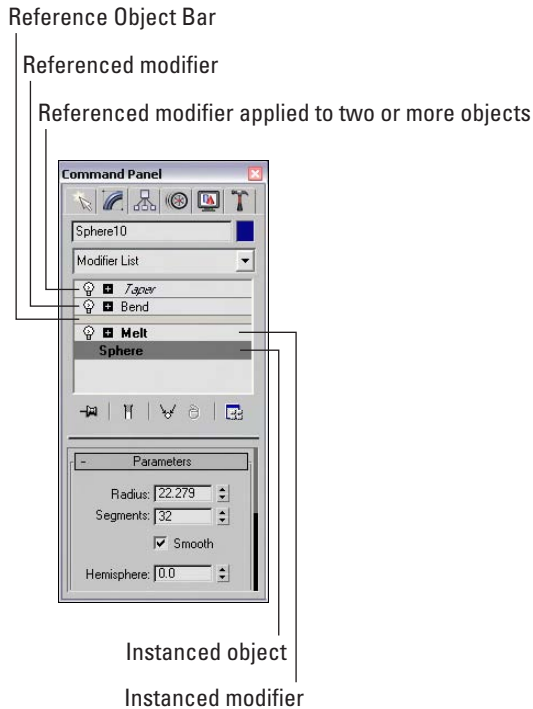 Reference Object Bar
Referenced modifier
Referenced modifier applied to two or more objects
Command Panel
Sphere10
Modifier List
Taper
Bend
Melt
Sphere
- Parameters
Radius: 22.279
Segments: 32
Smooth
Hemisphere: 0.0
Instanced object
Instanced modifier